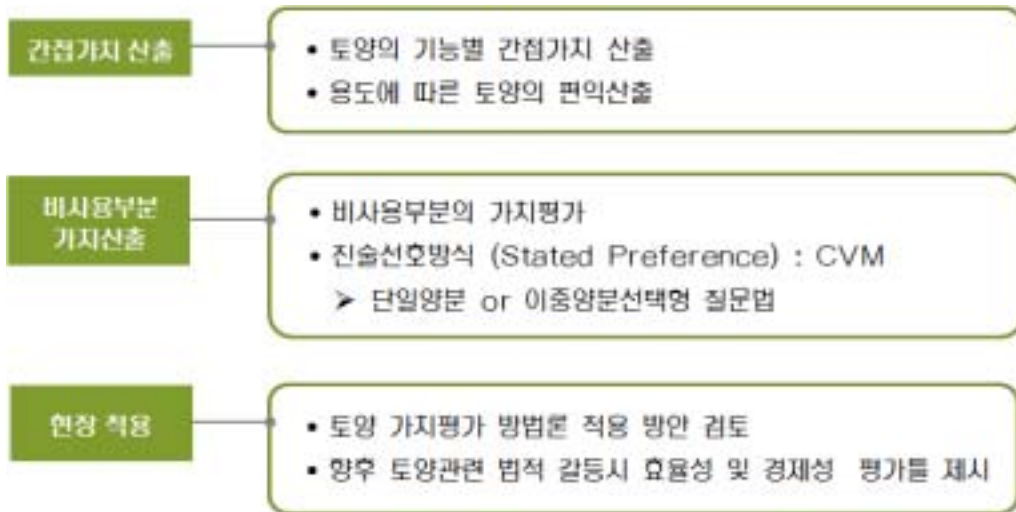 간접가치 산출
• 토양의 기능별 간접가치 산출
• 용도에 따른 토양의 편익산출
비사용부분
가치산출
• 비사용부분의 가치평가
• 진술선호방식 (Stated Preference) : CVM
➢ 단일양분 or 이중양분선택형 질문법
현장 적용
• 토양 가치평가 방법론 적용 방안 검토
• 향후 토양관련 법적 갈등시 효율성 및 경제성 평가틀 제시